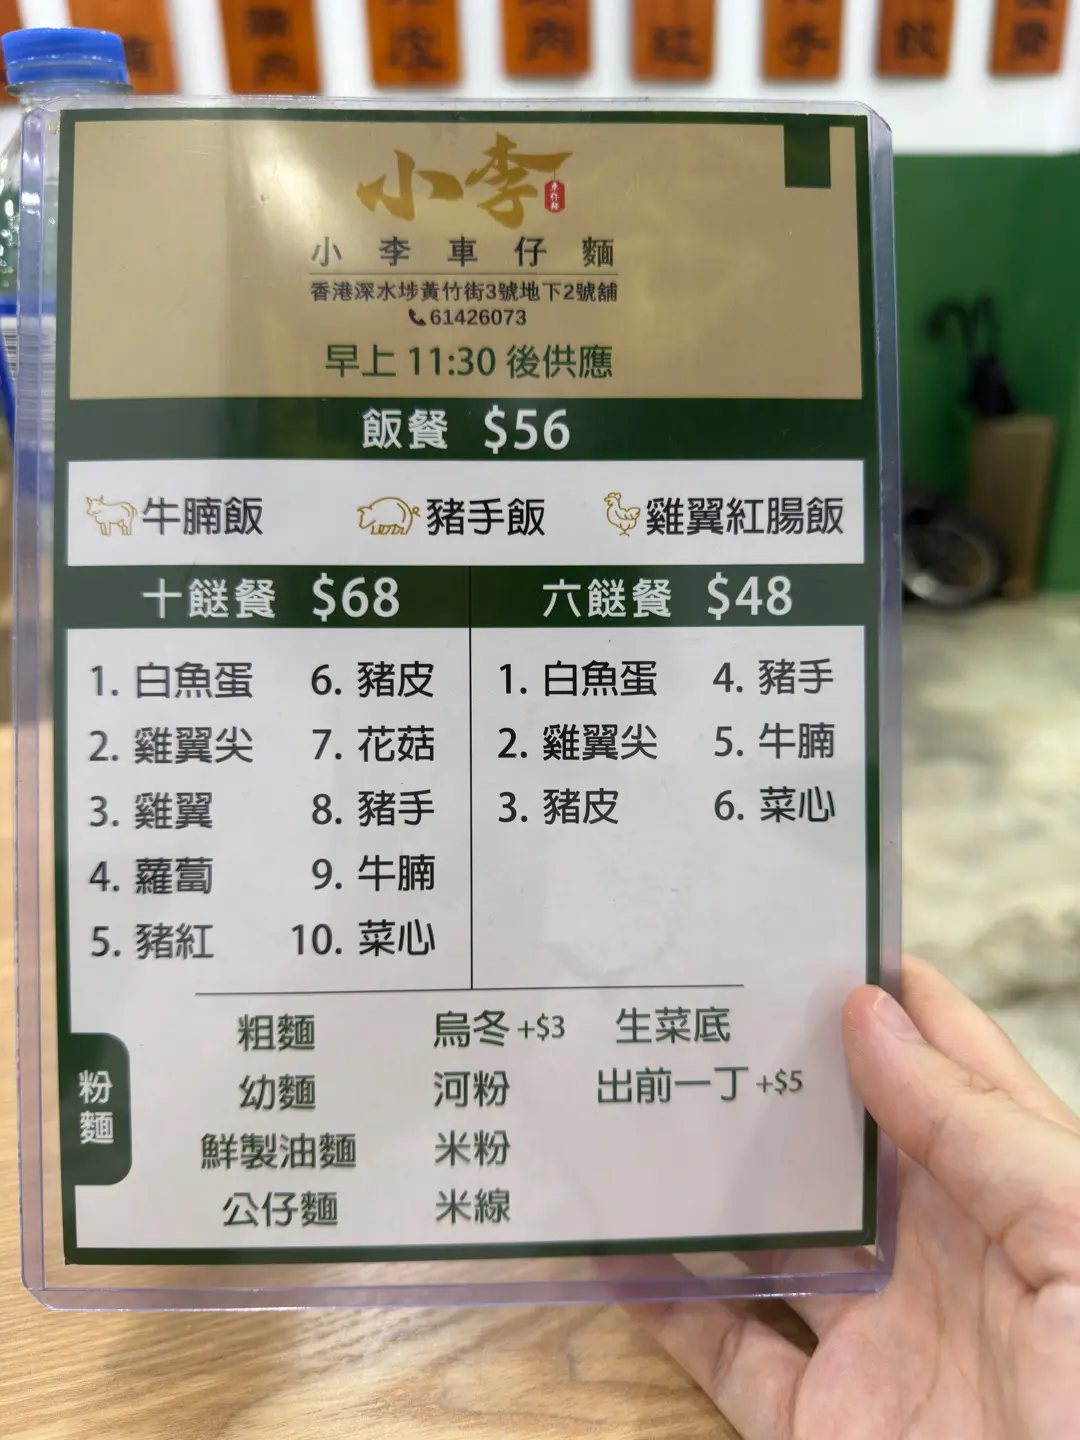 小李
車仔麵
小李車仔麵
香港深水埗黃竹街3號地下2號舖
61426073
早上 11:30 後供應
飯餐 $56
牛腩飯 豬手飯 雞翼紅腸飯
十餸餐 $68 六餸餐 $48
1. 白魚蛋 6. 豬皮 1. 白魚蛋 4. 豬手
2. 雞翼尖 7. 花菇 2. 雞翼尖 5. 牛腩
3. 雞翼 8. 豬手 3. 豬皮 6. 菜心
4. 蘿蔔 9. 牛腩
5. 豬紅 10. 菜心
粉麵
粗麵 烏冬 +$3 生菜底
幼麵 河粉 出前一丁 +$5
鮮製油麵 米粉
公仔麵 米線